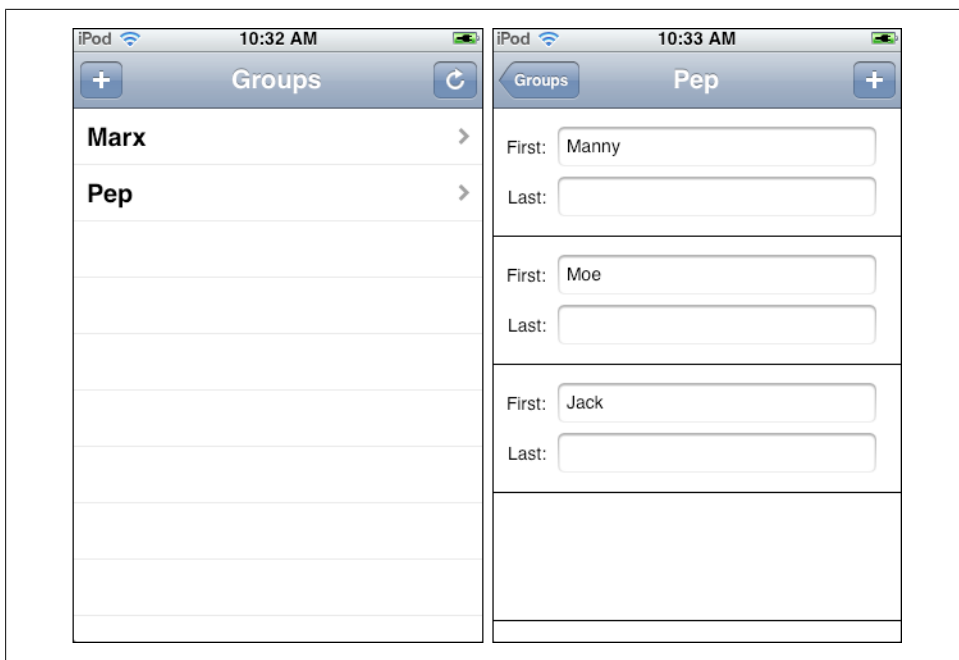 iPod 10:32 AM
+ Groups
Marx
Pep
iPod 10:33 AM
Groups Pep +
First: Manny
Last:
First: Moe
Last:
First: Jack
Last: